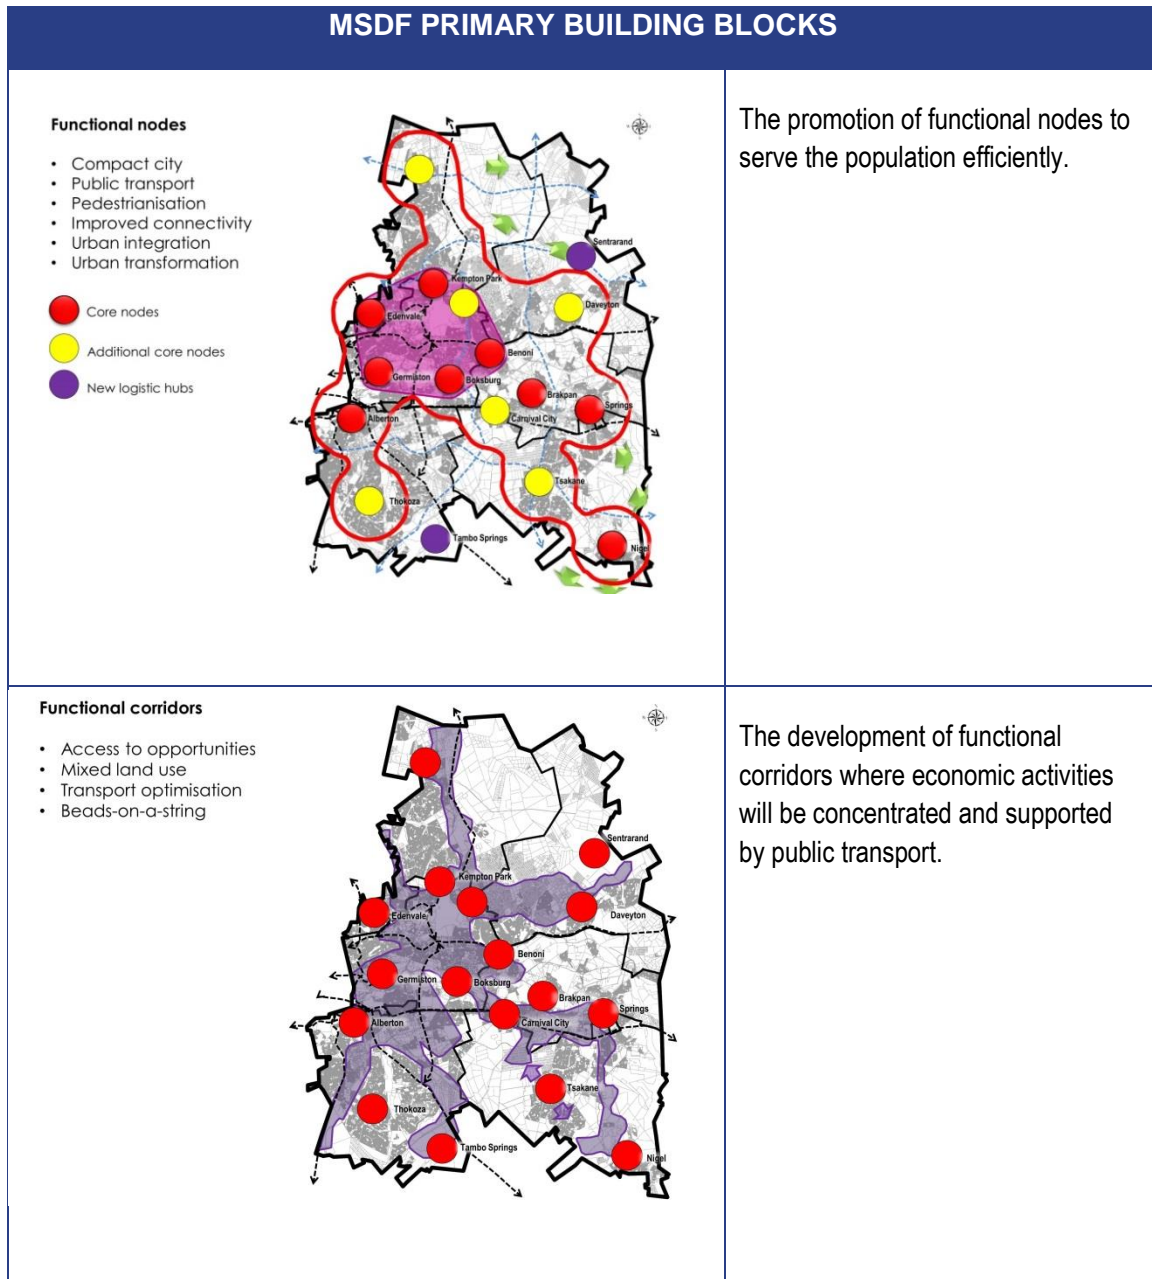 MSDF PRIMARY BUILDING BLOCKS
Functional nodes
• Compact city
• Public transport
• Pedestrianisation
• Improved connectivity
• Urban integration
• Urban transformation
Core nodes
Additional core nodes
New logistic hubs
Sentrarand
Kempton Park
Daveyton
Edenvale
Benoni
Germiston
Boksburg
Brakpan
Springs
Alberton
Carnival City
Tsakane
Thokoza
Tambo Springs
Nigel
The promotion of functional nodes to
serve the population efficiently.
Functional corridors
• Access to opportunities
• Mixed land use
• Transport optimisation
• Beads-on-a-string
Sentrarand
Kempton Park
Edenvale
Daveyton
Benoni
Germiston
Boksburg
Brakpan
Springs
Alberton
Carnival City
Tsakane
Thokoza
Tambo Springs
Nigel
The development of functional
corridors where economic activities
will be concentrated and supported
by public transport.